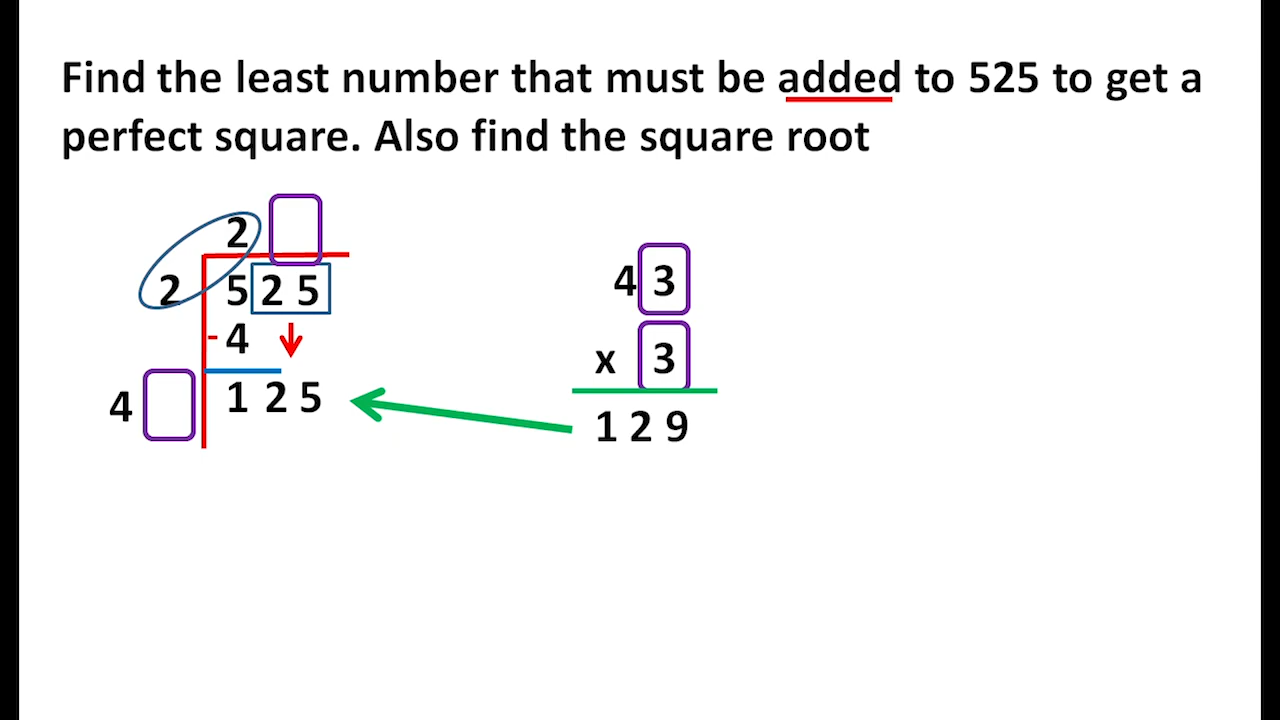 Find the least number that must be added to 525 to get a
perfect square. Also find the square root
2
2 5 2 5
- 4
4 1 2 5
4 3
x 3
1 2 9